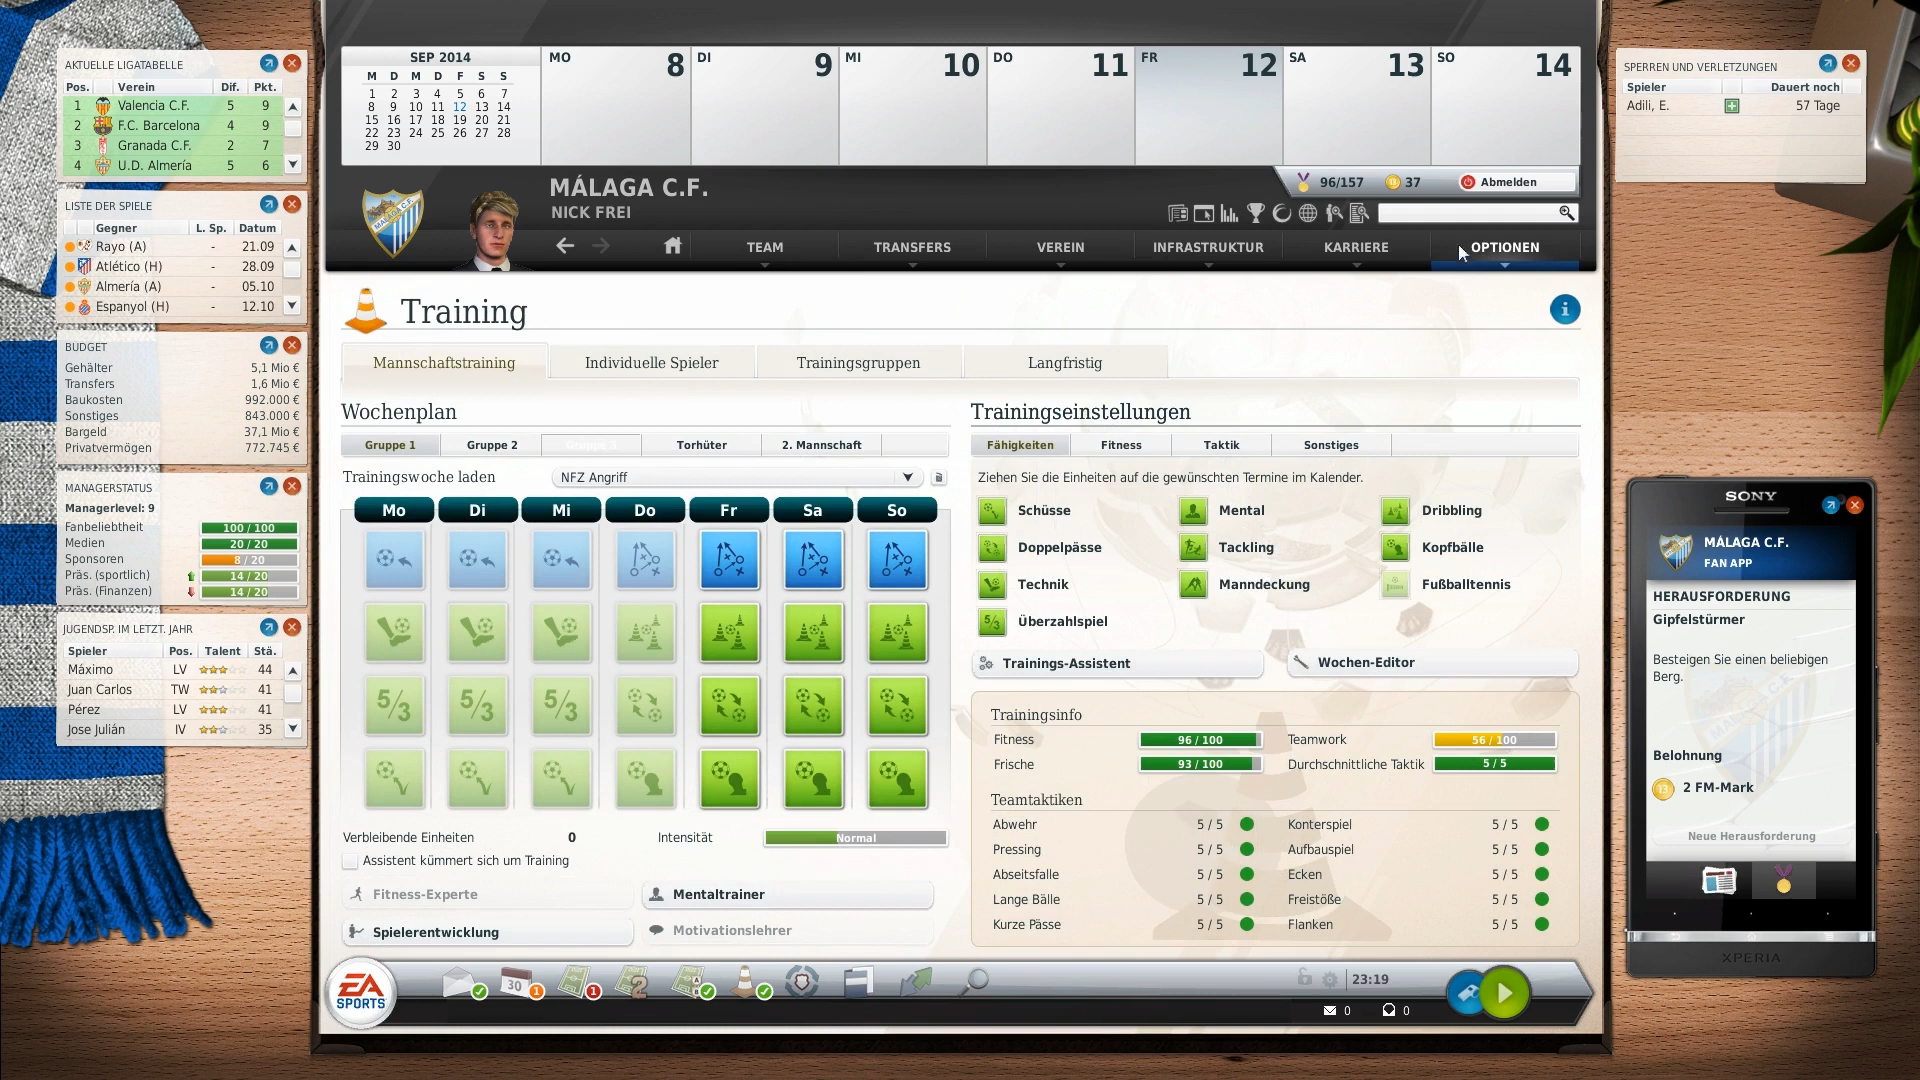 AKTUELLE LIGATABELLE
Pos. Verein Dif. Pkt.
1 Valencia C.F. 5 9
2 F.C. Barcelona 4 9
3 Granada C.F. 2 7
4 U.D. Almería 5 6
LISTE DER SPIELE
Gegner L. Sp. Datum
Rayo (A) - 21.09
Atlético (H) - 28.09
Almería (A) - 05.10
Espanyol (H) - 12.10
BUDGET
Gehälter 5,1 Mio €
Transfers 1,6 Mio €
Baukosten 992.000 €
Sonstiges 843.000 €
Bargeld 37,1 Mio €
Privatvermögen 772.745 €
MANAGERSTATUS
Managerlevel: 9
Fanbeliebtheit 100 / 100
Medien 20 / 20
Sponsoren 8 / 20
Präs. (sportlich) 14 / 20
Präs. (Finanzen) 14 / 20
JUGENDSP. IM LETZT. JAHR
Spieler Pos. Talent Stä.
Máximo LV 44
Juan Carlos TW 41
Pérez LV 41
Jose Julián IV 35
SEP 2014
M D M D F S S
1 2 3 4 5 6 7
8 9 10 11 12 13 14
15 16 17 18 19 20 21
22 23 24 25 26 27 28
29 30
MO 8 DI 9 MI 10 DO 11 FR 12 SA 13 SO 14
MÁLAGA C.F.
NICK FREI
96/157 37 Abmelden
TEAM TRANSFERS VEREIN INFRASTRUKTUR KARRIERE OPTIONEN
Training
Mannschaftstraining Individuelle Spieler Trainingsgruppen Langfristig
Wochenplan
Gruppe 1 Gruppe 2 Gruppe 3 Torhüter 2. Mannschaft
Trainingswoche laden NFZ Angriff
Mo Di Mi Do Fr Sa So
5/3 5/3 5/3
Verbleibende Einheiten 0 Intensität Normal
Assistent kümmert sich um Training
Fitness-Experte Mentaltrainer
Spielerentwicklung Motivationslehrer
Trainingseinstellungen
Fähigkeiten Fitness Taktik Sonstiges
Ziehen Sie die Einheiten auf die gewünschten Termine im Kalender.
Schüsse Mental Dribbling
Doppelpässe Tackling Kopfbälle
Technik Manndeckung Fußballtennis
5/3 Überzahlspiel
Trainings-Assistent Wochen-Editor
Trainingsinfo
Fitness 96 / 100 Teamwork 56 / 100
Frische 93 / 100 Durchschnittliche Taktik 5 / 5
Teamtaktiken
Abwehr 5 / 5 Konterspiel 5 / 5
Pressing 5 / 5 Aufbauspiel 5 / 5
Abseitsfalle 5 / 5 Ecken 5 / 5
Lange Bälle 5 / 5 Freistöße 5 / 5
Kurze Pässe 5 / 5 Flanken 5 / 5
EA
SPORTS
30 1 1 2
23:19
0 0
SPERREN UND VERLETZUNGEN
Spieler Dauert noch
Adili, E. 57 Tage
SONY
MÁLAGA C.F.
FAN APP
HERAUSFORDERUNG
Gipfelstürmer
Besteigen Sie einen beliebigen
Berg.
Belohnung
13 2 FM-Mark
Neue Herausforderung
XPERIA